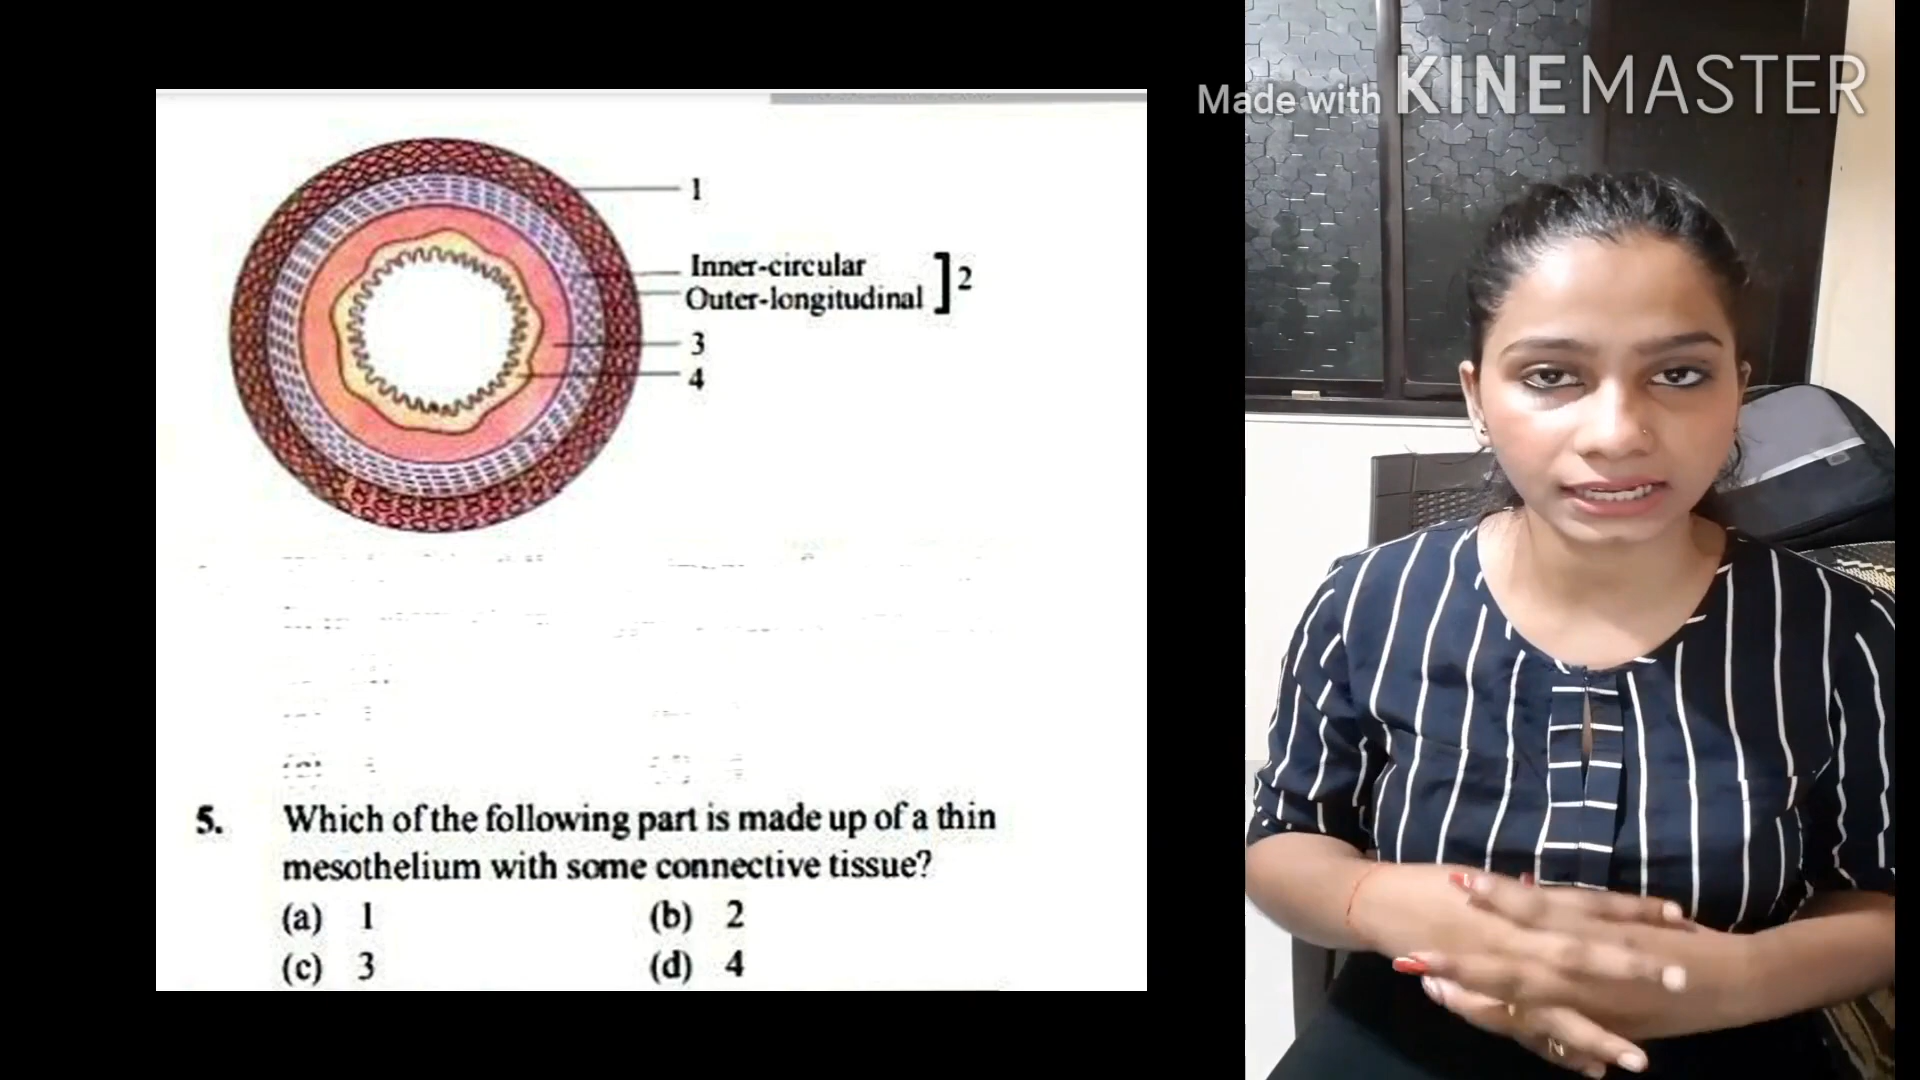 Made with KINEMASTER
1
Inner-circular
Outer-longitudinal ] 2
3
4
5. Which of the following part is made up of a thin
mesothelium with some connective tissue?
(a) 1 (b) 2
(c) 3 (d) 4